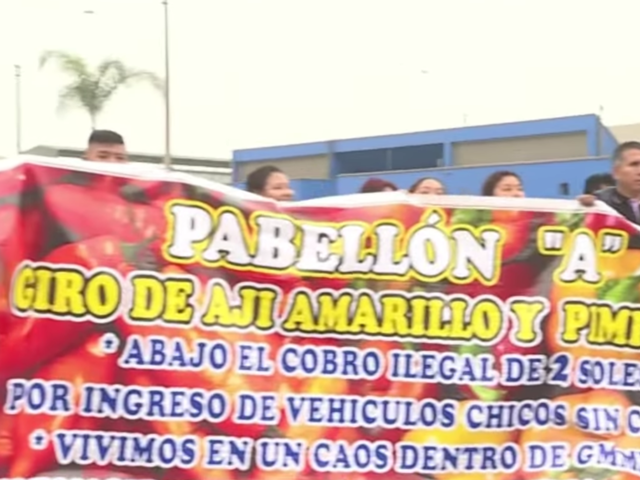 PABELLÓN "A"
GIRO DE AJI AMARILLO Y
* ABAJO EL COBRO ILEGAL DE 2 SOLE
POR INGRESO DE VEHICULOS CHICOS SIN
* VIVIMOS EN UN CAOS DENTRO DE